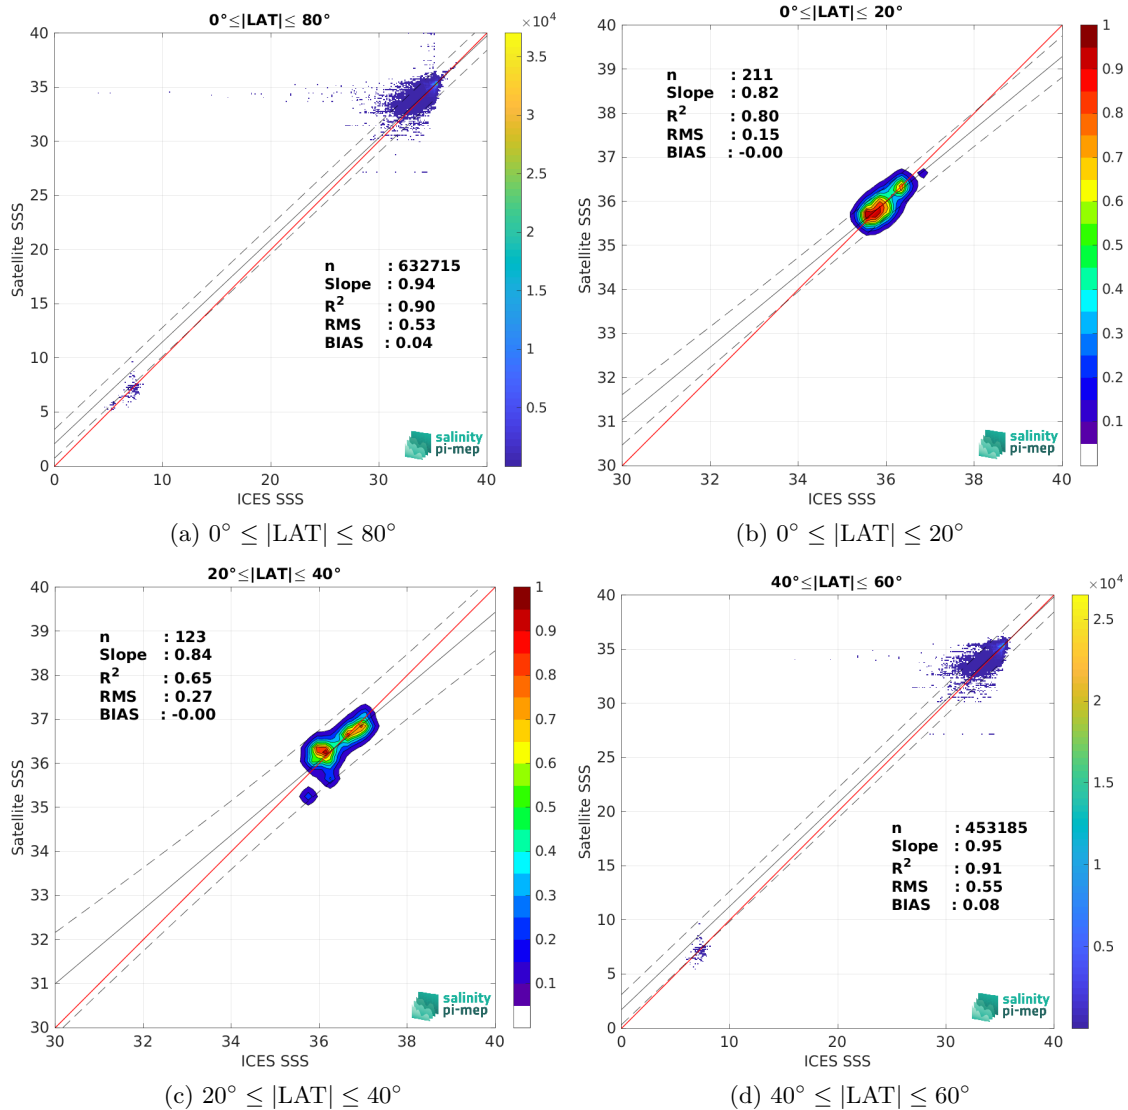 0°≤|LAT|≤ 80°
×10⁴
40
35
30
25
20
15
10
5
0
Satellite SSS
n : 632715
Slope : 0.94
R² : 0.90
RMS : 0.53
BIAS : 0.04
salinity
pi-mep
0 10 20 30 40
ICES SSS
3.5
3
2.5
2
1.5
1
0.5
(a) 0° ≤ |LAT| ≤ 80°
0°≤|LAT|≤ 20°
40
39
38
37
36
35
34
33
32
31
30
Satellite SSS
n : 211
Slope : 0.82
R² : 0.80
RMS : 0.15
BIAS : -0.00
salinity
pi-mep
30 32 34 36 38 40
ICES SSS
1
0.9
0.8
0.7
0.6
0.5
0.4
0.3
0.2
0.1
(b) 0° ≤ |LAT| ≤ 20°
20°≤|LAT|≤ 40°
40
39
38
37
36
35
34
33
32
31
30
Satellite SSS
n : 123
Slope : 0.84
R² : 0.65
RMS : 0.27
BIAS : -0.00
salinity
pi-mep
30 32 34 36 38 40
ICES SSS
1
0.9
0.8
0.7
0.6
0.5
0.4
0.3
0.2
0.1
(c) 20° ≤ |LAT| ≤ 40°
40°≤|LAT|≤ 60°
×10⁴
40
35
30
25
20
15
10
5
0
Satellite SSS
n : 453185
Slope : 0.95
R² : 0.91
RMS : 0.55
BIAS : 0.08
salinity
pi-mep
0 10 20 30 40
ICES SSS
2.5
2
1.5
1
0.5
(d) 40° ≤ |LAT| ≤ 60°